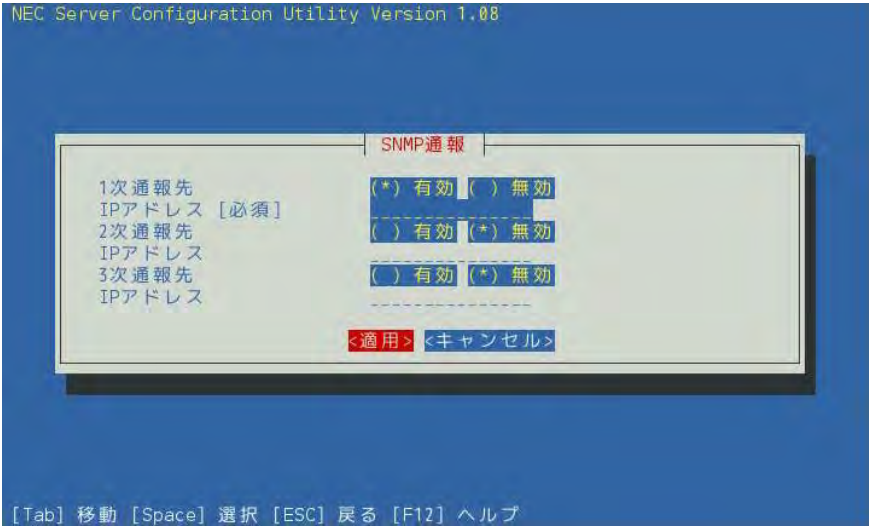 NEC Server Configuration Utility Version 1.08
SNMP通報
1次通報先 (*) 有効 ( ) 無効
IPアドレス [必須] _______________
2次通報先 ( ) 有効 (*) 無効
IPアドレス _______________
3次通報先 ( ) 有効 (*) 無効
IPアドレス _______________
<適用> <キャンセル>
[Tab] 移動 [Space] 選択 [ESC] 戻る [F12] ヘルプ